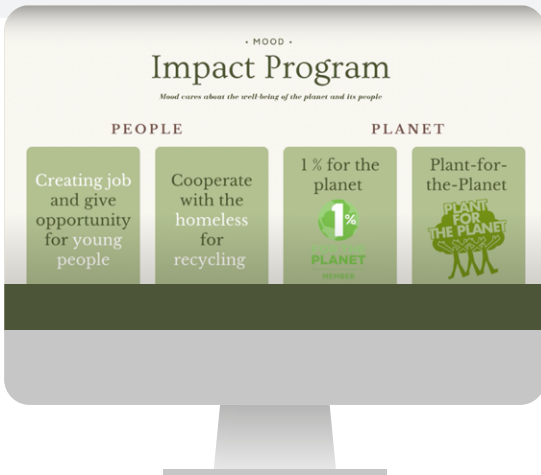 • MOOD •
Impact Program
Mood cares about the well-being of the planet and its people
PEOPLE
PLANET
Creating job
and give
opportunity
for young
people
Cooperate
with the
homeless
for
recycling
1 % for the
planet
1%
PLANET
MEMBER
Plant-for-
the-Planet
PLANT
FOR
THE PLANET